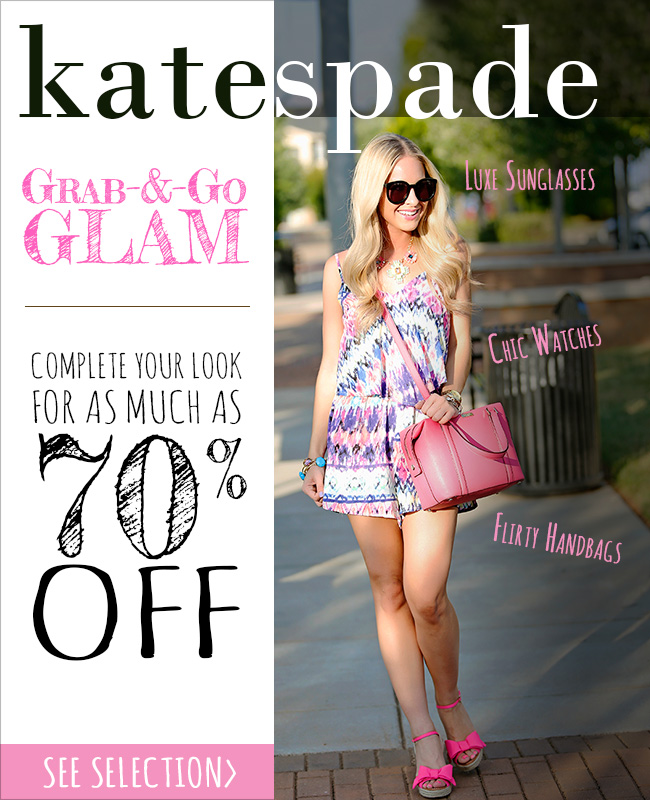 katespade
Grab-&-Go
GLAM
COMPLETE YOUR LOOK
FOR AS MUCH AS
70%
OFF
SEE SELECTION>
Luxe Sunglasses
Chic Watches
Flirty Handbags